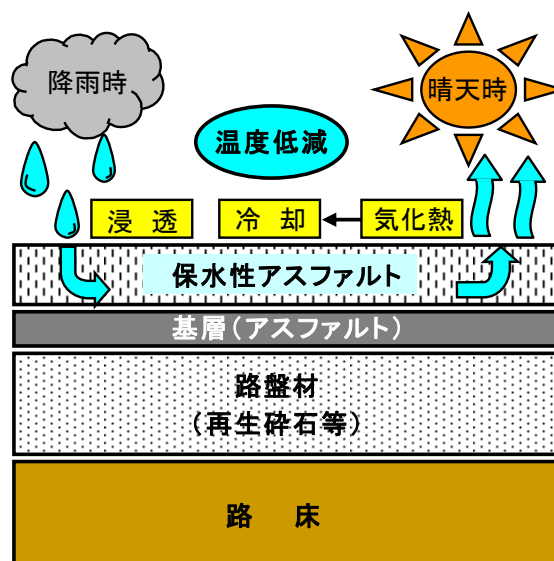 降雨時
晴天時
温度低減
浸 透
冷 却
気化熱
保水性アスファルト
基層(アスファルト)
路盤材
(再生砕石等)
路 床